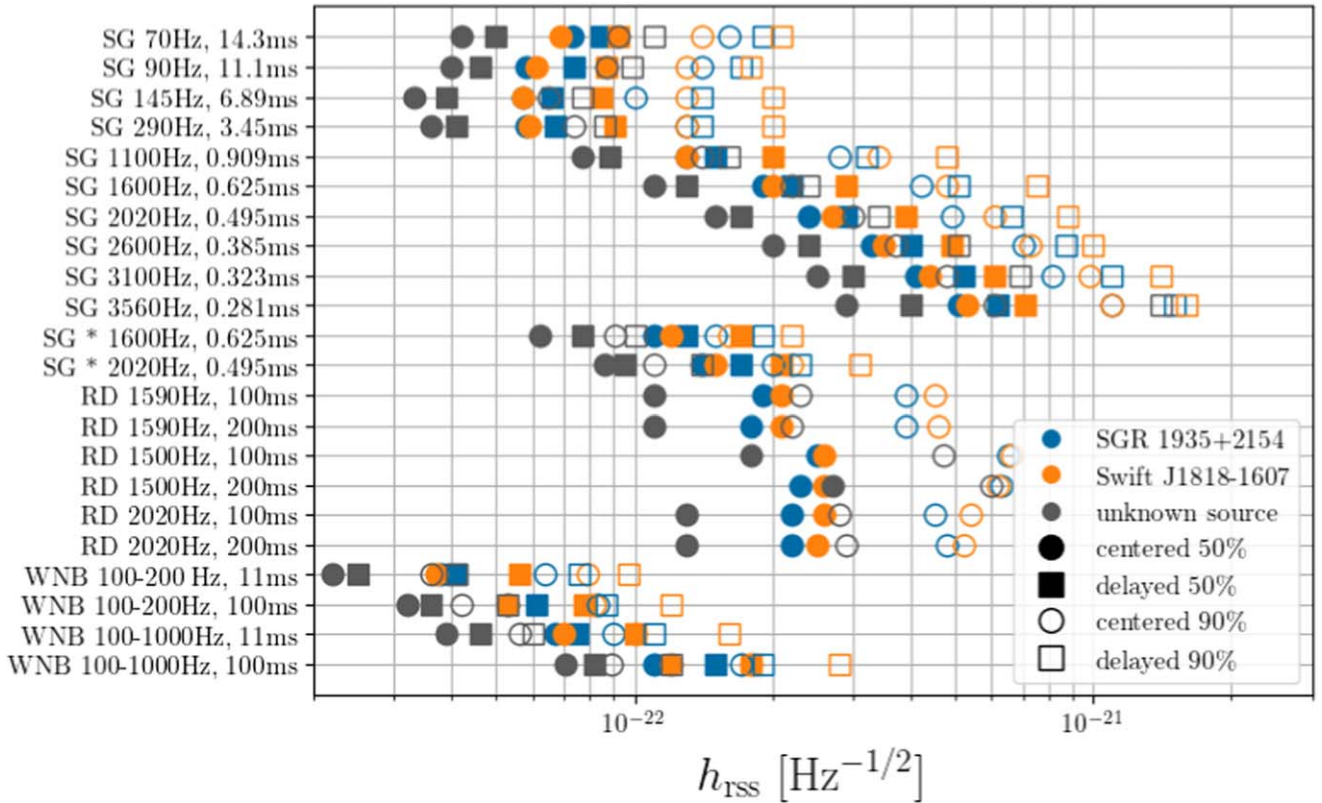 SG 70Hz, 14.3ms
SG 90Hz, 11.1ms
SG 145Hz, 6.89ms
SG 290Hz, 3.45ms
SG 1100Hz, 0.909ms
SG 1600Hz, 0.625ms
SG 2020Hz, 0.495ms
SG 2600Hz, 0.385ms
SG 3100Hz, 0.323ms
SG 3560Hz, 0.281ms
SG * 1600Hz, 0.625ms
SG * 2020Hz, 0.495ms
RD 1590Hz, 100ms
RD 1590Hz, 200ms
RD 1500Hz, 100ms
RD 1500Hz, 200ms
RD 2020Hz, 100ms
RD 2020Hz, 200ms
WNB 100-200 Hz, 11ms
WNB 100-200Hz, 100ms
WNB 100-1000Hz, 11ms
WNB 100-1000Hz, 100ms
SGR 1935+2154
Swift J1818-1607
unknown source
centered 50%
delayed 50%
centered 90%
delayed 90%
10⁻²² 10⁻²¹
h_rss [Hz⁻¹/²]